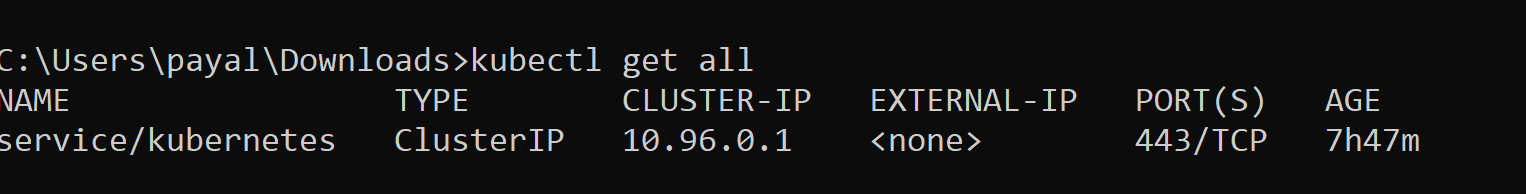 C:\Users\payal\Downloads>kubectl get all
NAME TYPE CLUSTER-IP EXTERNAL-IP PORT(S) AGE
service/kubernetes ClusterIP 10.96.0.1 <none> 443/TCP 7h47m